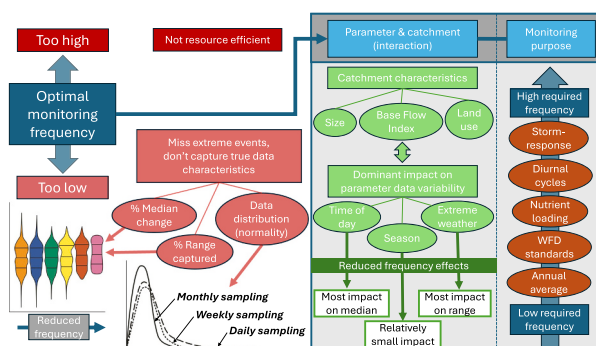 Too high
Not resource efficient
Optimal
monitoring
frequency
Too low
Miss extreme events,
don't capture true data
characteristics
% Median
change
Data
distribution
(normality)
% Range
captured
Reduced
frequency
Monthly sampling
Weekly sampling
Daily sampling
Parameter & catchment
(interaction)
Monitoring
purpose
Catchment characteristics
Size
Base Flow
Index
Land
use
Dominant impact on
parameter data variability
Time of
day
Season
Extreme
weather
Reduced frequency effects
Most impact
on median
Relatively
small impact
Most impact
on range
High required
frequency
Storm-
response
Diurnal
cycles
Nutrient
loading
WFD
standards
Annual
average
Low required
frequency